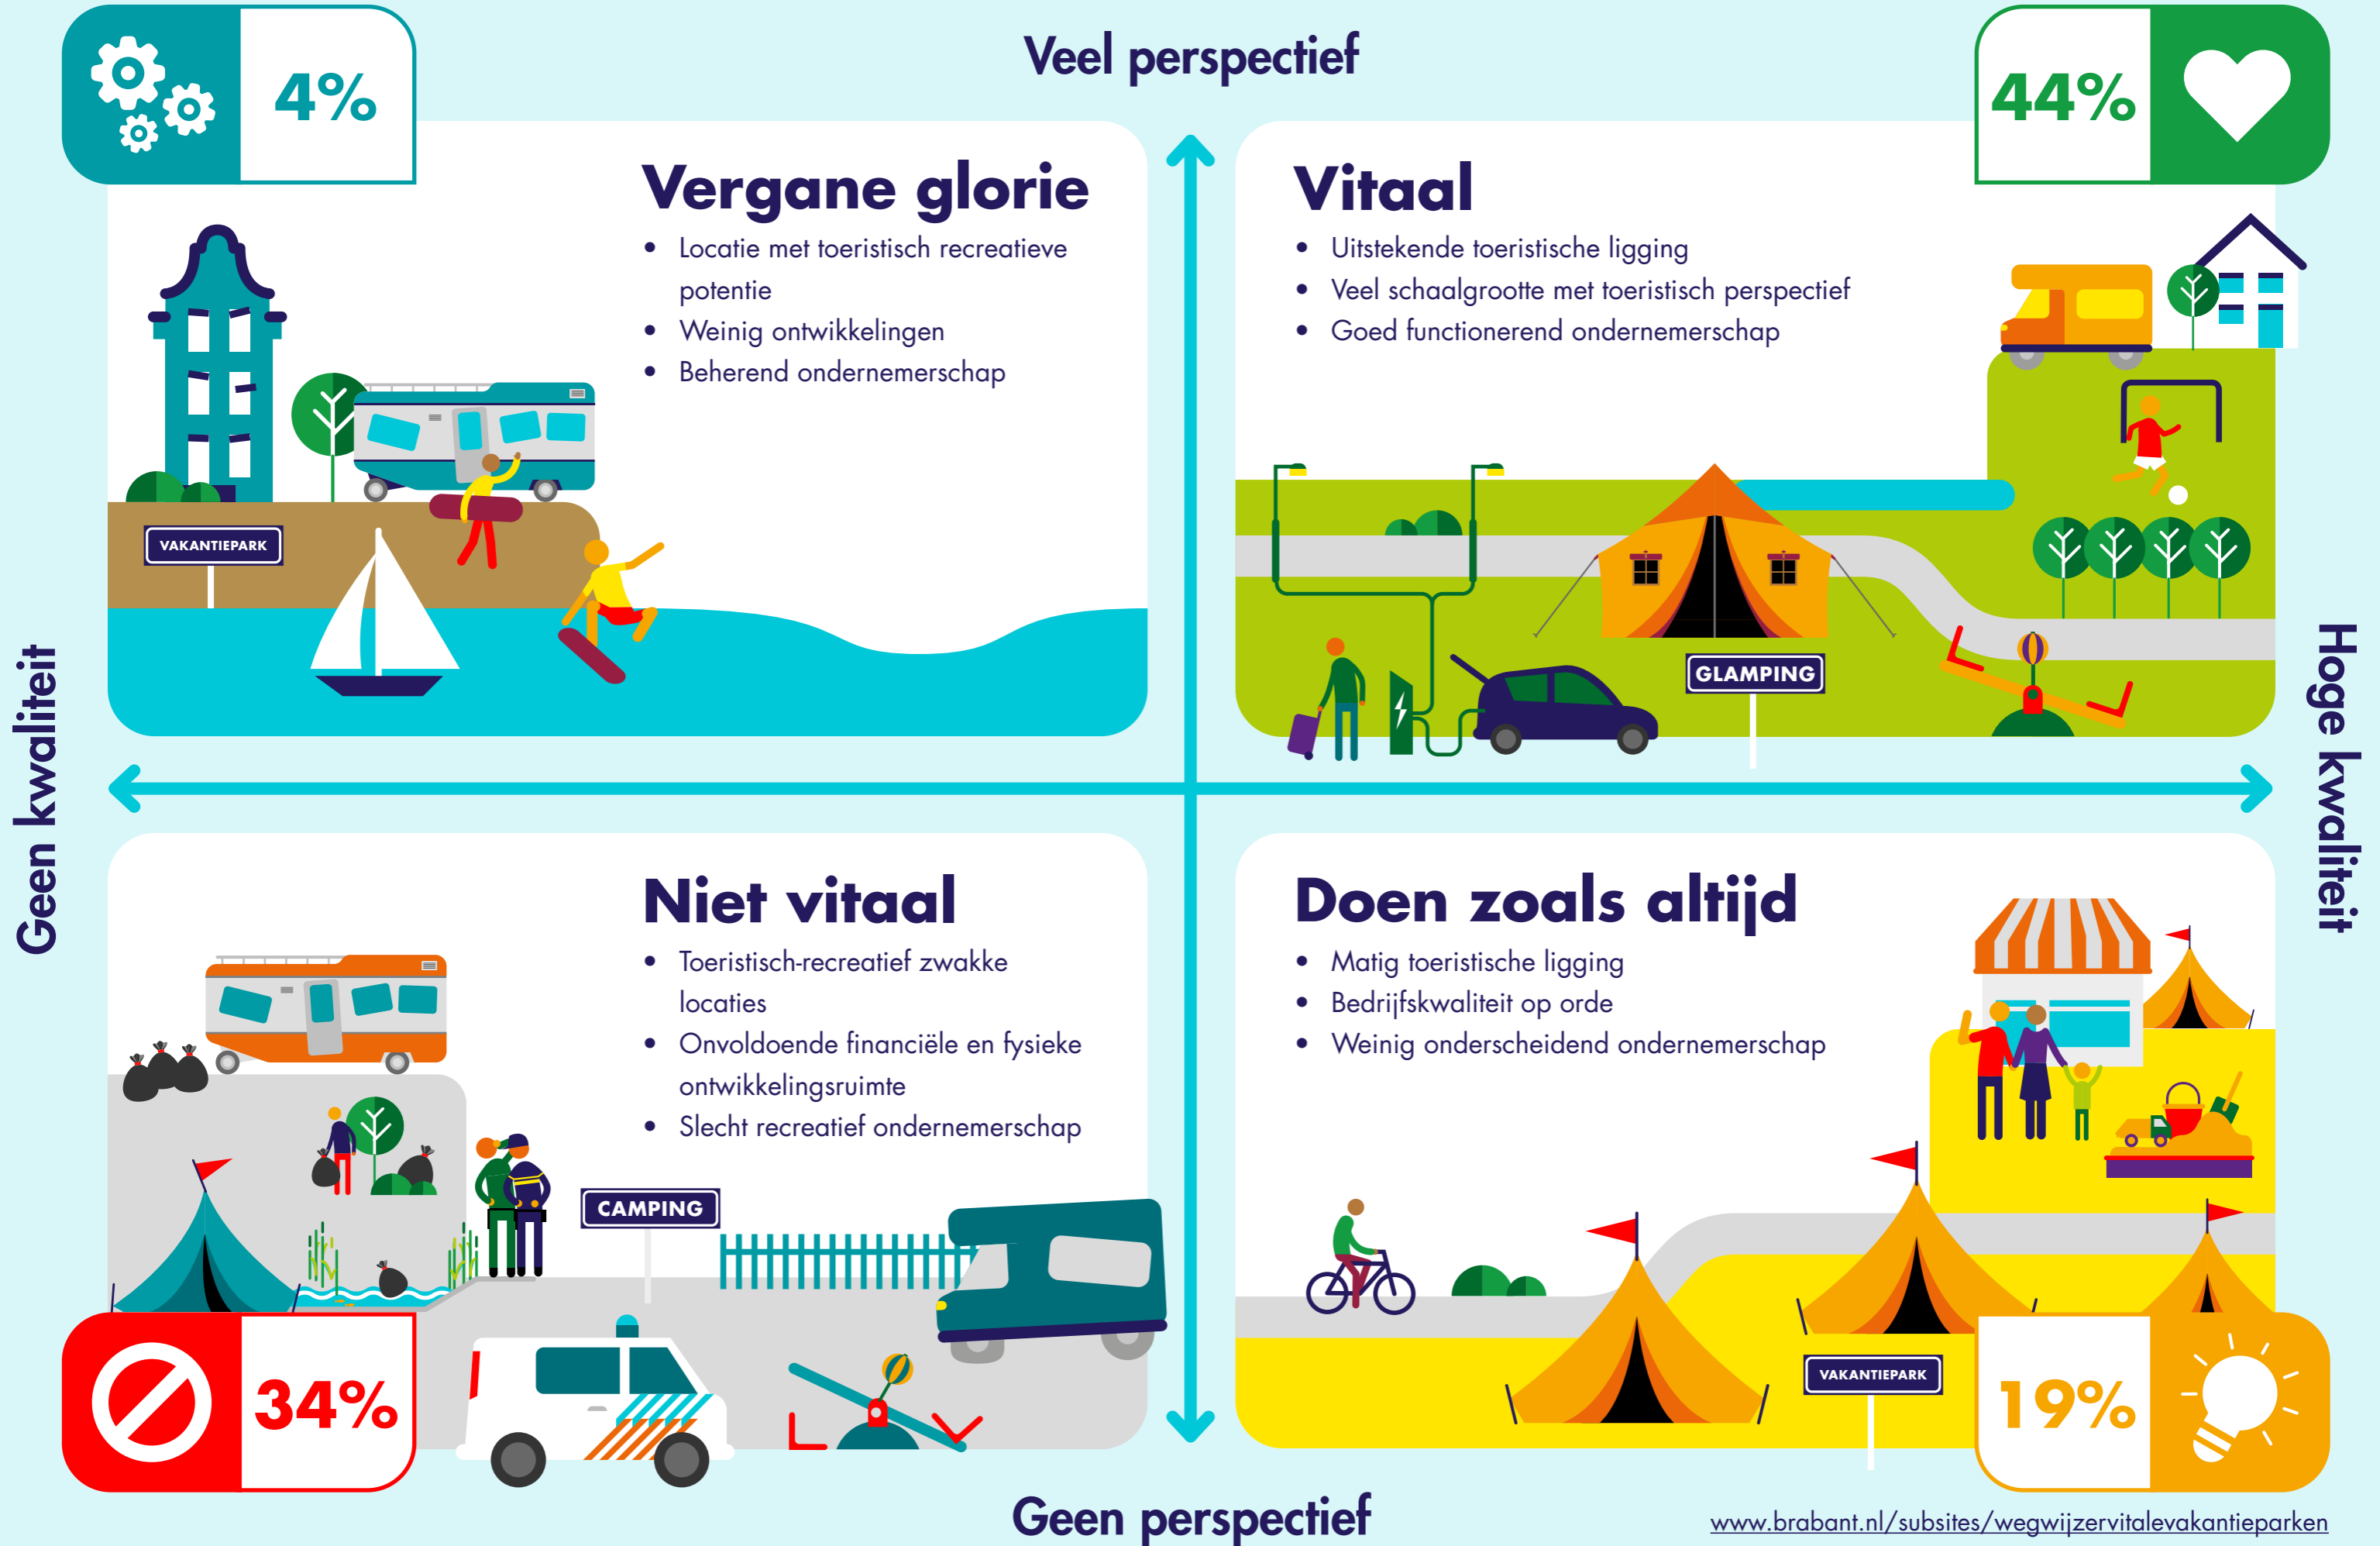 Veel perspectief
4%
Vergane glorie
• Locatie met toeristisch recreatieve
potentie
• Weinig ontwikkelingen
• Beherend ondernemerschap
VAKANTIEPARK
44%
Vitaal
• Uitstekende toeristische ligging
• Veel schaalgrootte met toeristisch perspectief
• Goed functionerend ondernemerschap
GLAMPING
Geen kwaliteit
Hoge kwaliteit
Niet vitaal
• Toeristisch-recreatief zwakke
locaties
• Onvoldoende financiële en fysieke
ontwikkelingsruimte
• Slecht recreatief ondernemerschap
CAMPING
34%
Doen zoals altijd
• Matig toeristische ligging
• Bedrijfskwaliteit op orde
• Weinig onderscheidend ondernemerschap
VAKANTIEPARK
19%
Geen perspectief
www.brabant.nl/subsites/wegwijzervitalevakantieparken